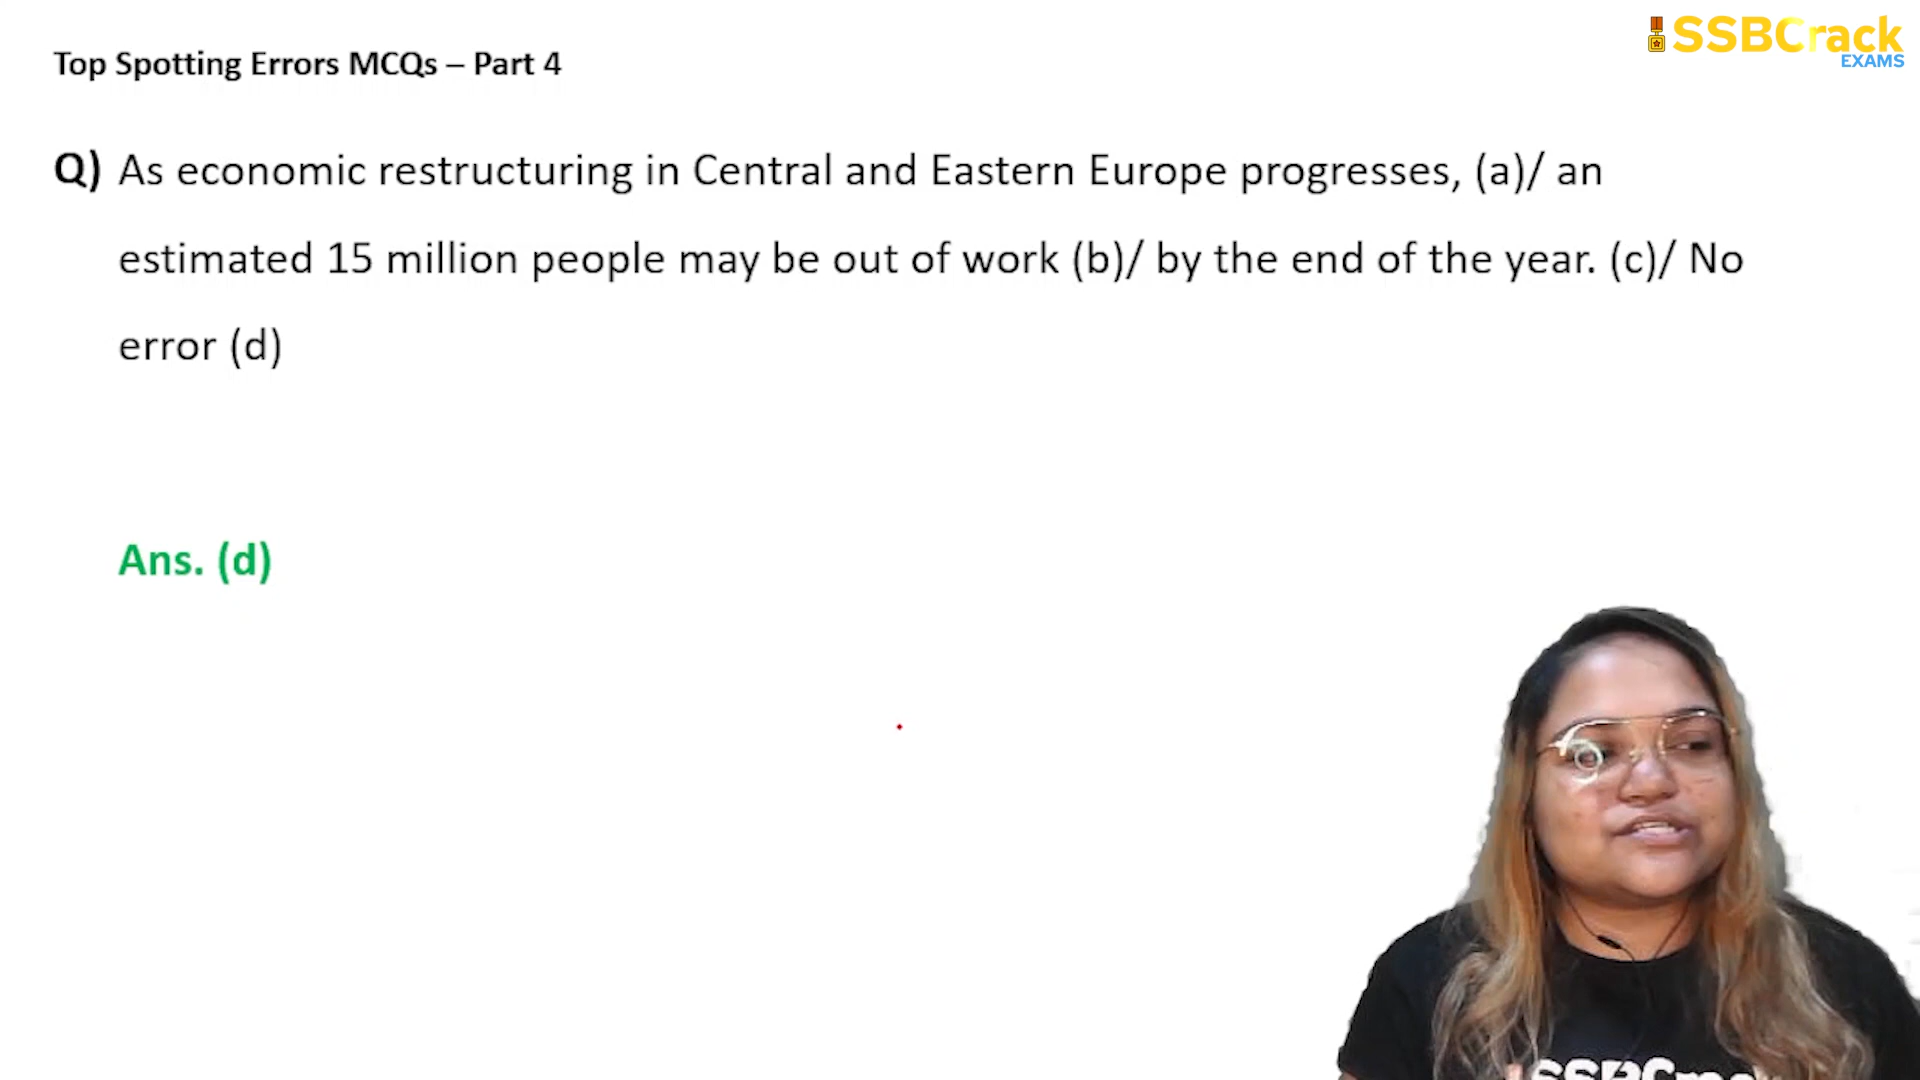 SSBCrack
EXAMS
Top Spotting Errors MCQs – Part 4
Q) As economic restructuring in Central and Eastern Europe progresses, (a)/ an
estimated 15 million people may be out of work (b)/ by the end of the year. (c)/ No
error (d)
Ans. (d)